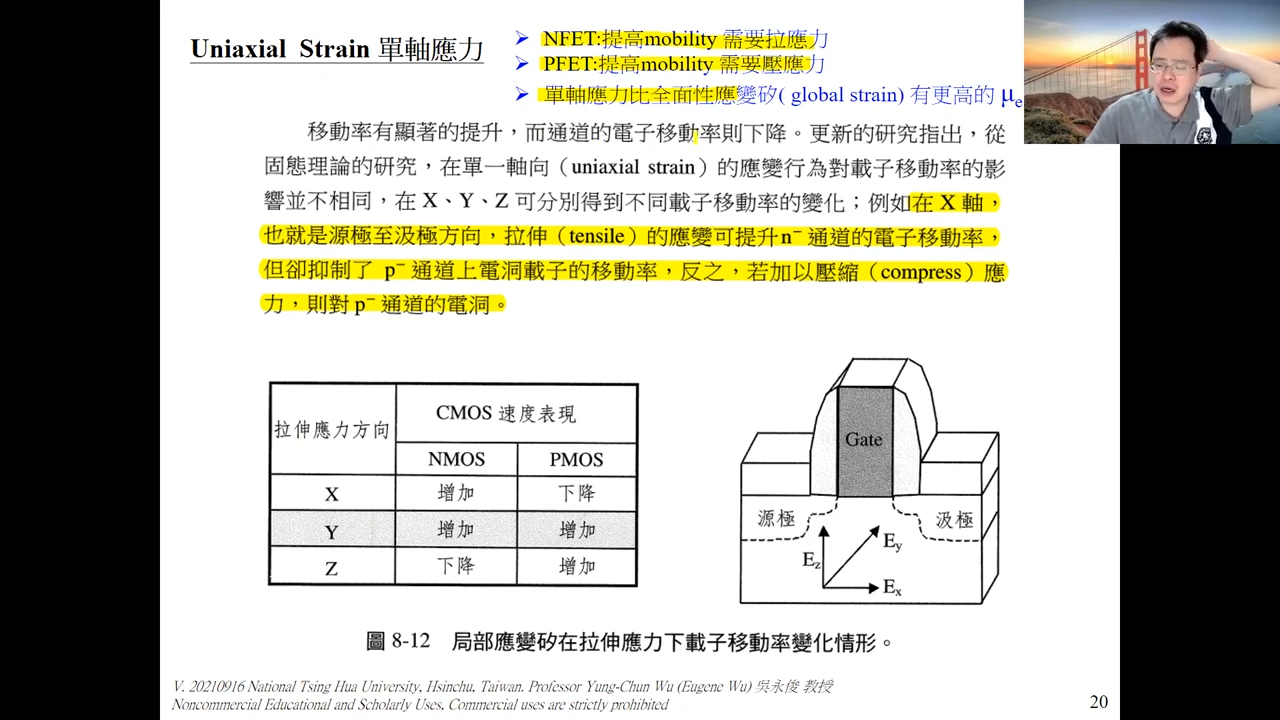 Uniaxial Strain 單軸應力
➢ NFET:提高mobility 需要拉應力
➢ PFET:提高mobility 需要壓應力
➢ 單軸應力比全面性應變矽( global strain) 有更高的 μe
移動率有顯著的提升，而通道的電子移動率則下降。更新的研究指出，從
固態理論的研究，在單一軸向（uniaxial strain）的應變行為對載子移動率的影
響並不相同，在 X、Y、Z 可分別得到不同載子移動率的變化；例如在 X 軸，
也就是源極至汲極方向，拉伸（tensile）的應變可提升n⁻ 通道的電子移動率，
但卻抑制了 p⁻ 通道上電洞載子的移動率，反之，若加以壓縮（compress）應
力，則對 p⁻ 通道的電洞。
拉伸應力方向
CMOS 速度表現
NMOS PMOS
X 增加 下降
Y 增加 增加
Z 下降 增加
Gate
源極 汲極
Ez Ey
Ex
圖 8-12 局部應變矽在拉伸應力下載子移動率變化情形。
V. 20210916 National Tsing Hua University, Hsinchu, Taiwan. Professor Yung-Chun Wu (Eugene Wu) 吳永俊 教授
Noncommercial Educational and Scholarly Uses, Commercial uses are strictly prohibited
20